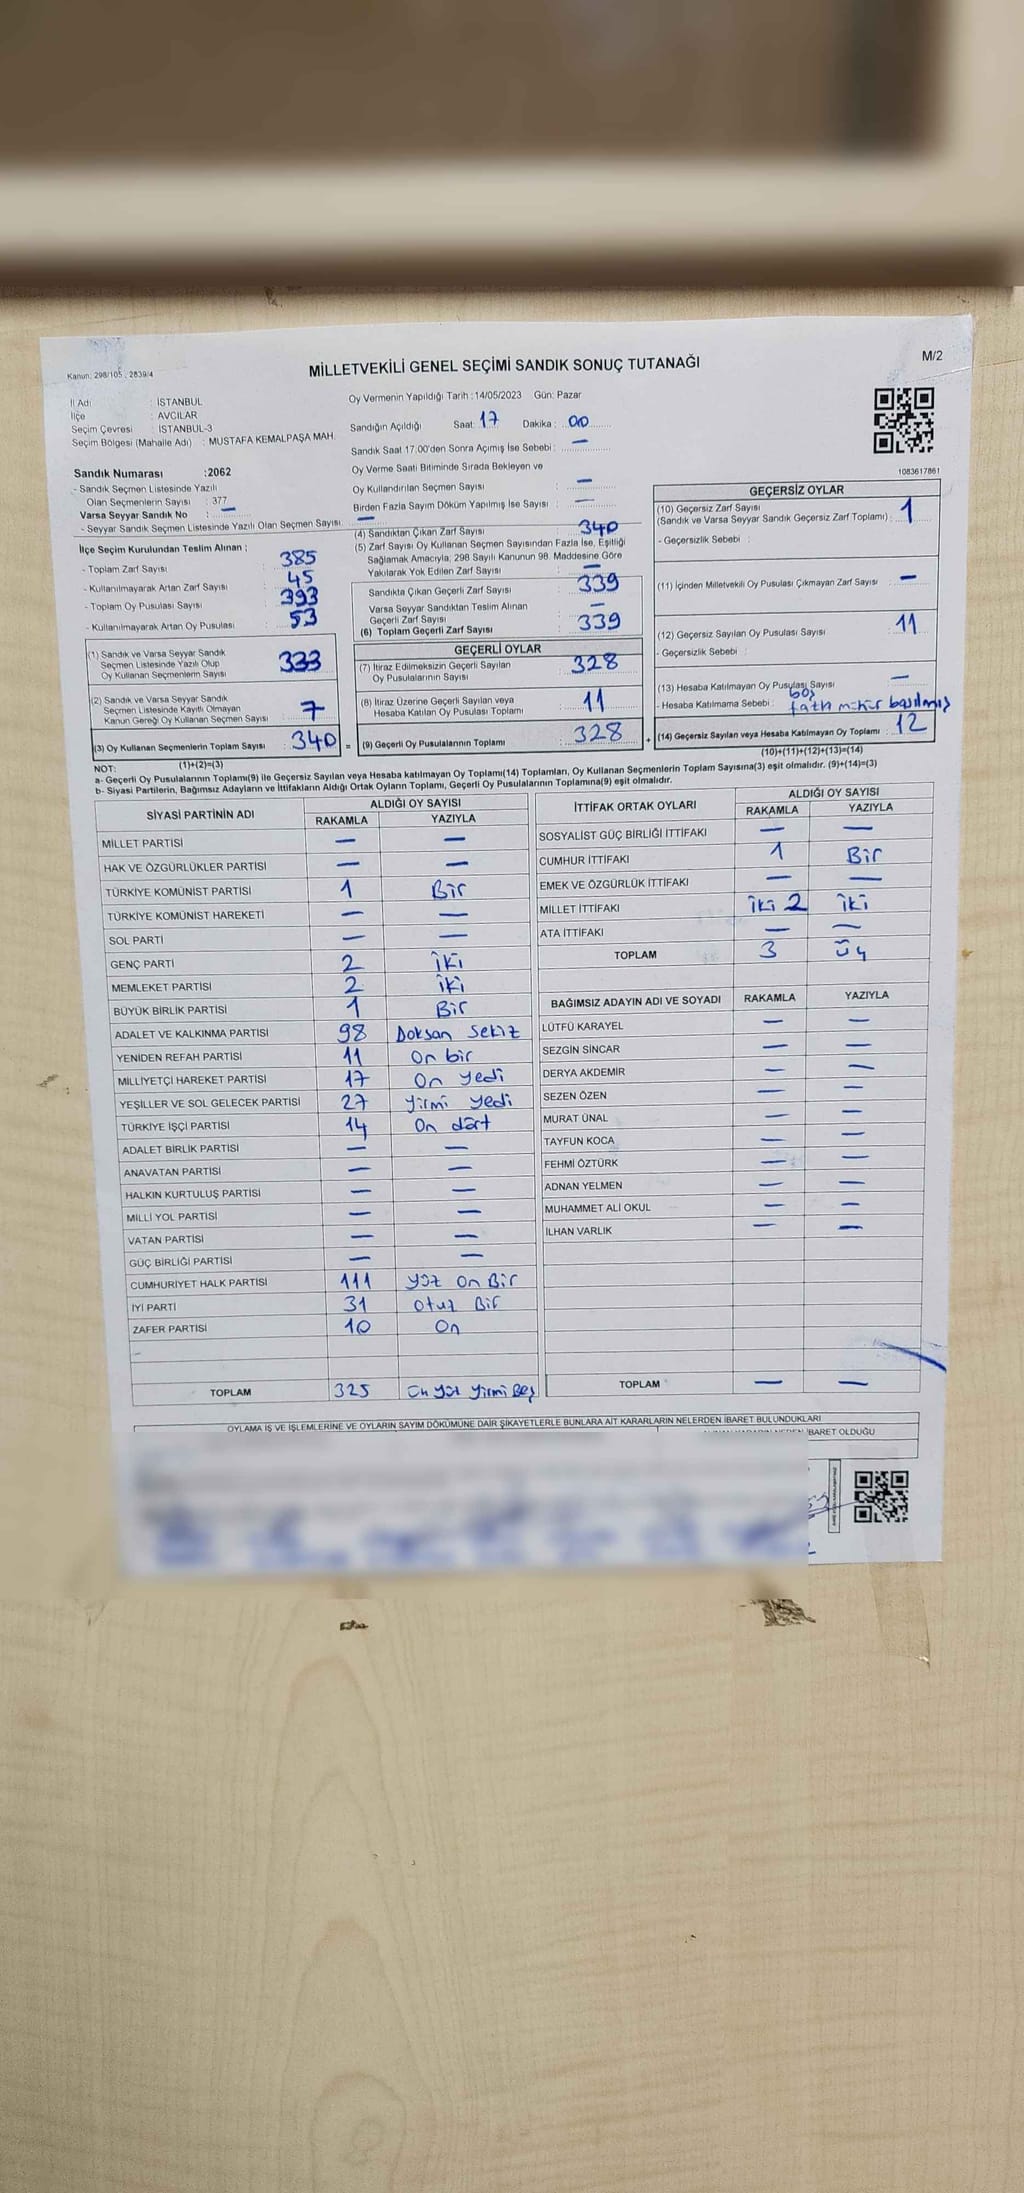 Kanun: 298/105, 2839/4
MİLLETVEKİLİ GENEL SEÇİMİ SANDIK SONUÇ TUTANAĞI
M/2
İl Adı : İSTANBUL
İlçe : AVCILAR
Seçim Çevresi : İSTANBUL-3
Seçim Bölgesi (Mahalle Adı) : MUSTAFA KEMALPAŞA MAH.
Oy Vermenin Yapıldığı Tarih : 14/05/2023 Gün: Pazar
Sandığın Açıldığı Saat: 17 Dakika : 00
Sandık Saat 17:00'den Sonra Açımış İse Sebebi : —
Oy Verme Saati Bitiminde Sırada Bekleyen ve
Oy Kullandırılan Seçmen Sayısı : —
Birden Fazla Sayım Döküm Yapılmış İse Sayısı : —
1083617861
Sandık Numarası :2062
- Sandık Seçmen Listesinde Yazılı
Olan Seçmenlerin Sayısı : 377
Varsa Seyyar Sandık No : —
- Seyyar Sandık Seçmen Listesinde Yazılı Olan Seçmen Sayısı : —
İlçe Seçim Kurulundan Teslim Alınan ;
- Toplam Zarf Sayısı : 385
- Kullanılmayarak Artan Zarf Sayısı : 45
- Toplam Oy Pusulası Sayısı : 393
- Kullanılmayarak Artan Oy Pusulası : 53
(1) Sandık ve Varsa Seyyar Sandık
Seçmen Listesinde Yazılı Olup
Oy Kullanan Seçmenlerin Sayısı : 333
(2) Sandık ve Varsa Seyyar Sandık
Seçmen Listesinde Kayıtlı Olmayan
Kanun Gereği Oy Kullanan Seçmen Sayısı : 7
(3) Oy Kullanan Seçmenlerin Toplam Sayısı : 340 =
(1)+(2)=(3)
(4) Sandıktan Çıkan Zarf Sayısı : 340
(5) Zarf Sayısı Oy Kullanan Seçmen Sayısından Fazla İse, Eşitliği
Sağlamak Amacıyla; 298 Sayılı Kanunun 98. Maddesine Göre
Yakılarak Yok Edilen Zarf Sayısı : —
Sandıkta Çıkan Geçerli Zarf Sayısı : 339
Varsa Seyyar Sandıktan Teslim Alınan
Geçerli Zarf Sayısı : —
(6) Toplam Geçerli Zarf Sayısı : 339
GEÇERLİ OYLAR
(7) İtiraz Edilmeksizin Geçerli Sayılan
Oy Pusulalarının Sayısı : 328
(8) İtiraz Üzerine Geçerli Sayılan veya
Hesaba Katılan Oy Pusulası Toplamı : 11
(9) Geçerli Oy Pusulalarının Toplamı : 328 +
GEÇERSİZ OYLAR
(10) Geçersiz Zarf Sayısı
(Sandık ve Varsa Seyyar Sandık Geçersiz Zarf Toplamı) : 1
- Geçersizlik Sebebi :
(11) İçinden Milletvekili Oy Pusulası Çıkmayan Zarf Sayısı : —
(12) Geçersiz Sayılan Oy Pusulası Sayısı : 11
- Geçersizlik Sebebi :
(13) Hesaba Katılmayan Oy Pusulası Sayısı : —
boş
- Hesaba Katılmama Sebebi : basılmış
(14) Geçersiz Sayılan veya Hesaba Katılmayan Oy Toplamı : 12
(10)+(11)+(12)+(13)=(14)
NOT:
a- Geçerli Oy Pusulalarının Toplamı(9) ile Geçersiz Sayılan veya Hesaba katılmayan Oy Toplamı(14) Toplamları, Oy Kullanan Seçmenlerin Toplam Sayısına(3) eşit olmalıdır. (9)+(14)=(3)
b- Siyasi Partilerin, Bağımsız Adayların ve İttifakların Aldığı Ortak Oyların Toplamı, Geçerli Oy Pusulalarının Toplamına(9) eşit olmalıdır.
SİYASİ PARTİNİN ADI ALDIĞI OY SAYISI
RAKAMLA YAZIYLA
MİLLET PARTİSİ — —
HAK VE ÖZGÜRLÜKLER PARTİSİ — —
TÜRKİYE KOMÜNİST PARTİSİ 1 Bir
TÜRKİYE KOMÜNİST HAREKETİ — —
SOL PARTİ — —
GENÇ PARTİ 2 iki
MEMLEKET PARTİSİ 2 iki
BÜYÜK BİRLİK PARTİSİ 1 Bir
ADALET VE KALKINMA PARTİSİ 98 Doksan Sekiz
YENİDEN REFAH PARTİSİ 11 On bir
MİLLİYETÇİ HAREKET PARTİSİ 17 On yedi
YEŞİLLER VE SOL GELECEK PARTİSİ 27 yirmi yedi
TÜRKİYE İŞÇİ PARTİSİ 14 On dört
ADALET BİRLİK PARTİSİ — —
ANAVATAN PARTİSİ — —
HALKIN KURTULUŞ PARTİSİ — —
MİLLİ YOL PARTİSİ — —
VATAN PARTİSİ — —
GÜÇ BİRLİĞİ PARTİSİ — —
CUMHURİYET HALK PARTİSİ 111 yüz On Bir
İYİ PARTİ 31 otuz Bir
ZAFER PARTİSİ 10 On
TOPLAM 325 Üç yüz yirmi Beş
İTTİFAK ORTAK OYLARI ALDIĞI OY SAYISI
RAKAMLA YAZIYLA
SOSYALİST GÜÇ BİRLİĞİ İTTİFAKI — —
CUMHUR İTTİFAKI 1 Bir
EMEK VE ÖZGÜRLÜK İTTİFAKI — —
MİLLET İTTİFAKI iki 2 iki
ATA İTTİFAKI — —
TOPLAM 3 üç
BAĞIMSIZ ADAYIN ADI VE SOYADI RAKAMLA YAZIYLA
LÜTFÜ KARAYEL — —
SEZGİN SİNCAR — —
DERYA AKDEMİR — —
SEZEN ÖZEN — —
MURAT ÜNAL — —
TAYFUN KOCA — —
FEHMİ ÖZTÜRK — —
ADNAN YELMEN — —
MUHAMMET ALİ OKUL — —
İLHAN VARLIK — —
TOPLAM — —
OYLAMA İŞ VE İŞLEMLERİNE VE OYLARIN SAYIM DÖKÜMÜNE DAİR ŞİKAYETLERLE BUNLARA AİT KARARLARIN NELERDEN İBARET BULUNDUKLARI
İBARET OLDUĞU